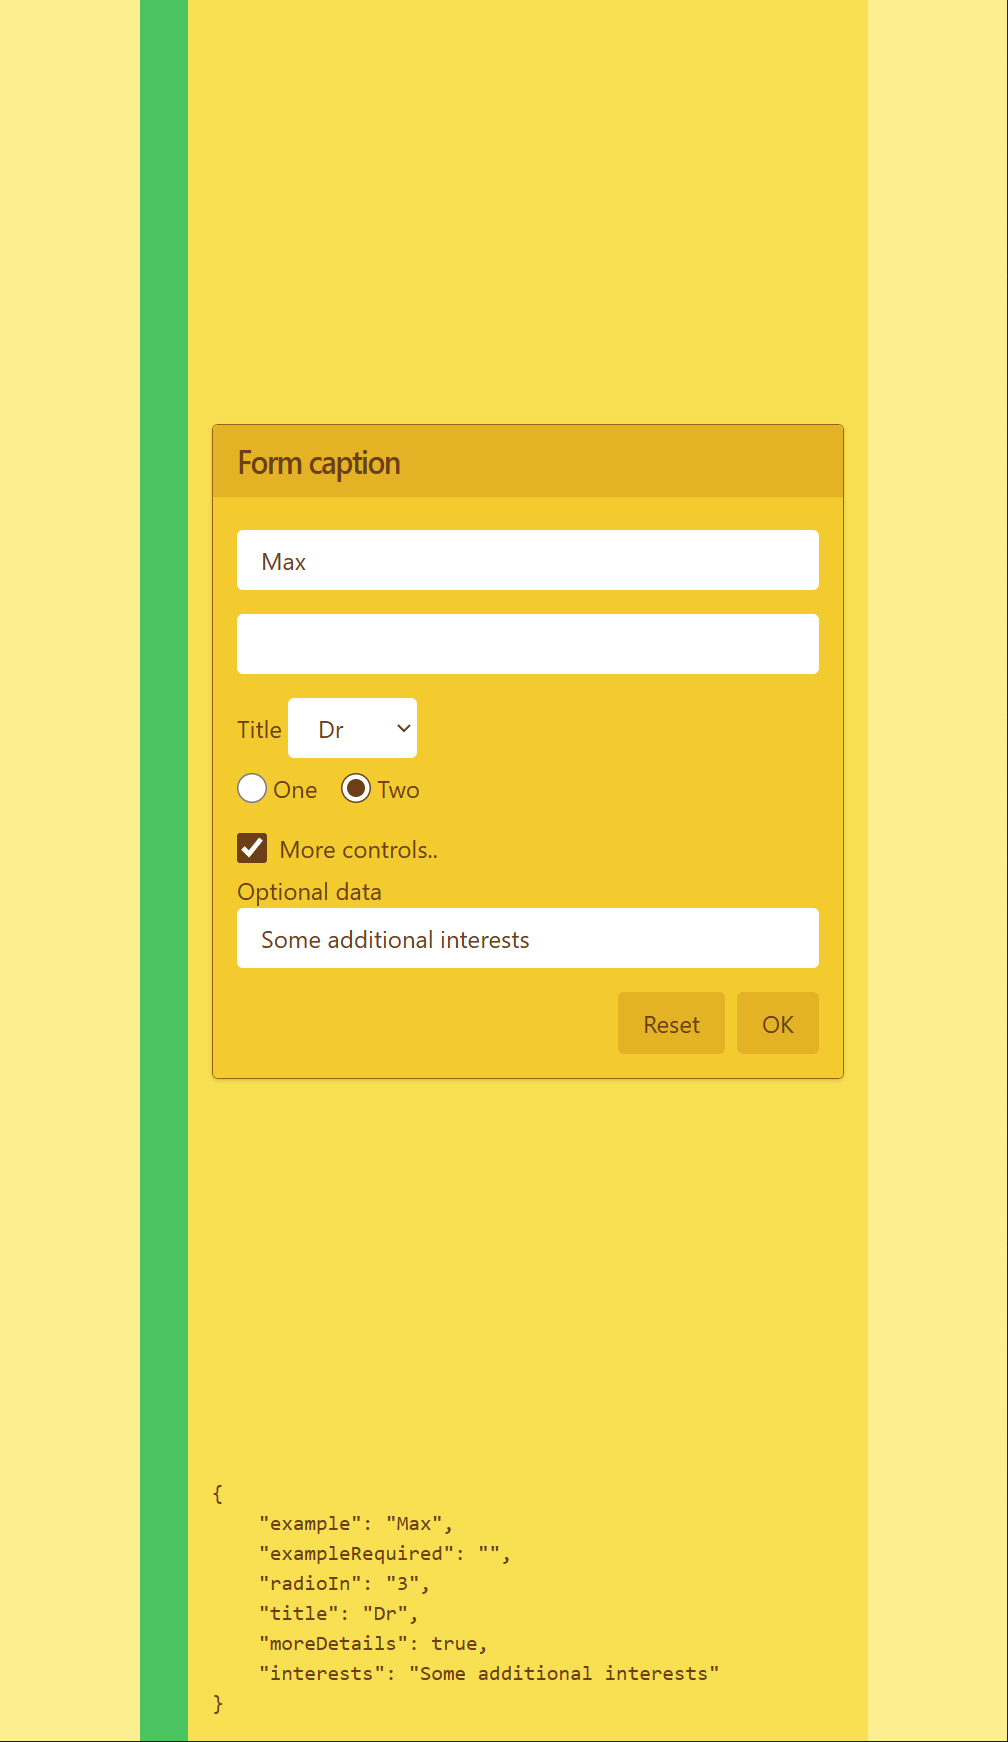 Form caption
Max
Title Dr
One Two
More controls..
Optional data
Some additional interests
Reset OK
{
    "example": "Max",
    "exampleRequired": "",
    "radioIn": "3",
    "title": "Dr",
    "moreDetails": true,
    "interests": "Some additional interests"
}